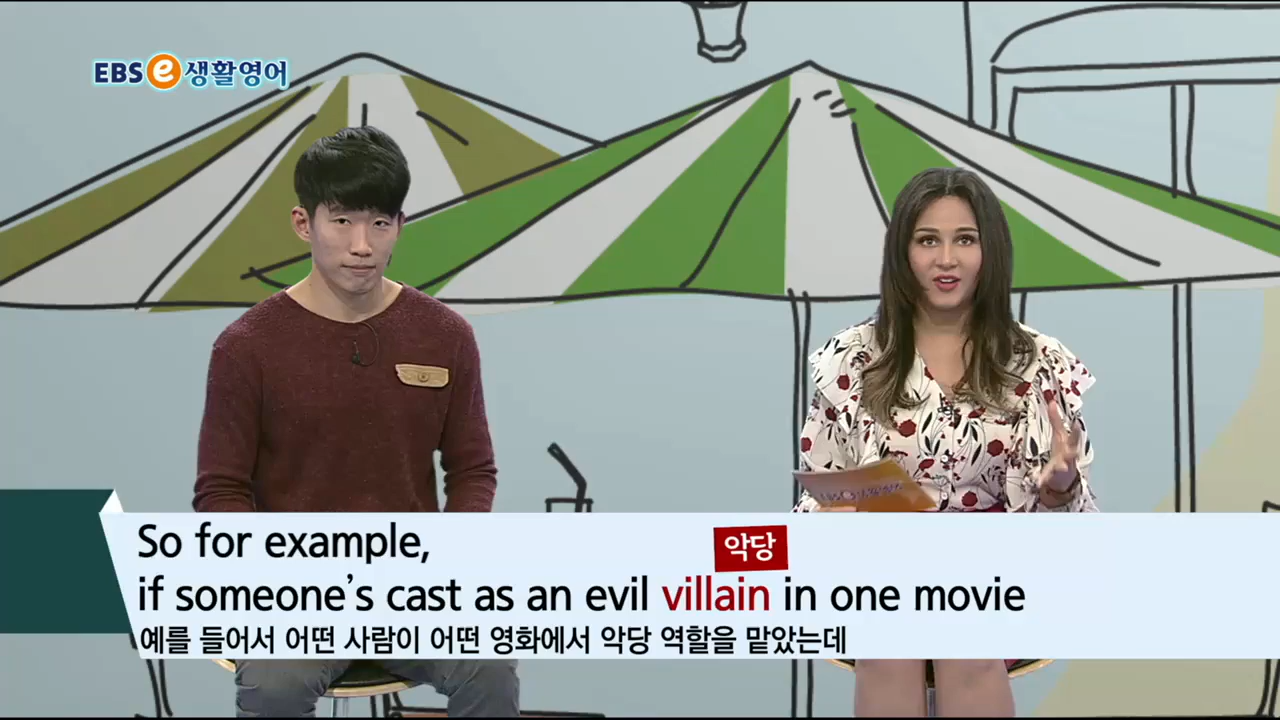 EBS e 생활영어
So for example,
악당
if someone's cast as an evil villain in one movie
예를 들어서 어떤 사람이 어떤 영화에서 악당 역할을 맡았는데